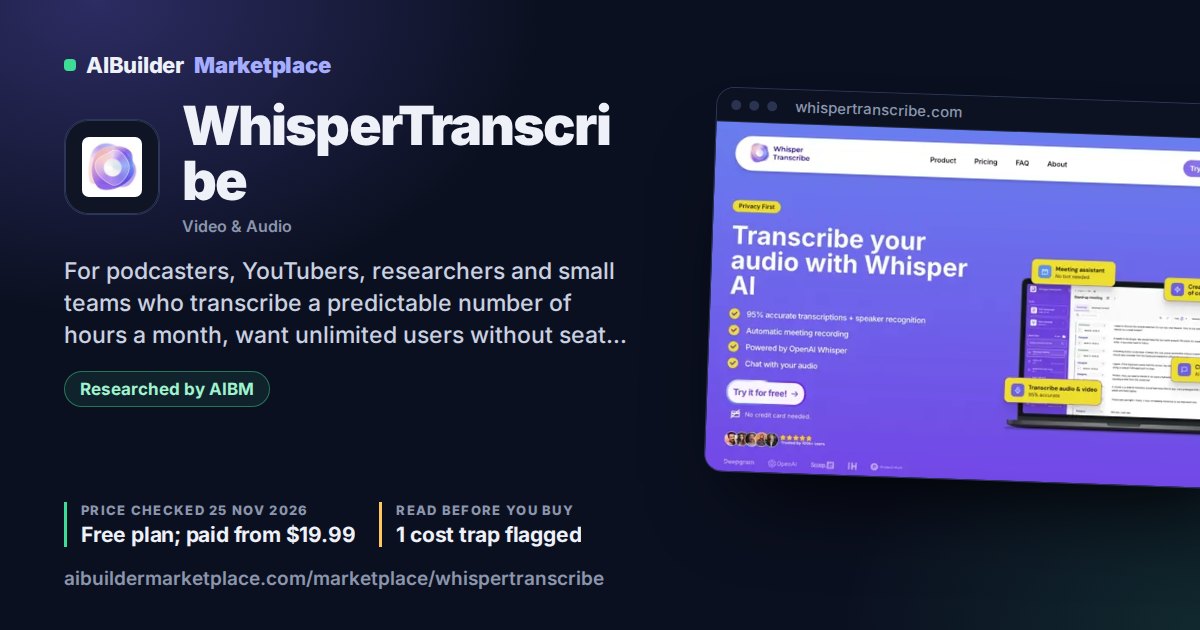 AIBuilder Marketplace
WhisperTranscri
be
Video & Audio
For podcasters, YouTubers, researchers and small
teams who transcribe a predictable number of
hours a month, want unlimited users without seat...
Researched by AIBM
PRICE CHECKED 25 NOV 2026
Free plan; paid from $19.99
READ BEFORE YOU BUY
1 cost trap flagged
aibuildermarketplace.com/marketplace/whispertranscribe
whispertranscribe.com
Whisper
Transcribe
Product Pricing FAQ About
Try
Privacy First
Transcribe your
audio with Whisper
AI
95% accurate transcriptions + speaker recognition
Automatic meeting recording
Powered by OpenAI Whisper
Chat with your audio
Try it for free! →
No credit card needed.
Deepgram OpenAI
Meeting assistant
No bot needed
Transcribe audio & video
95% accurate